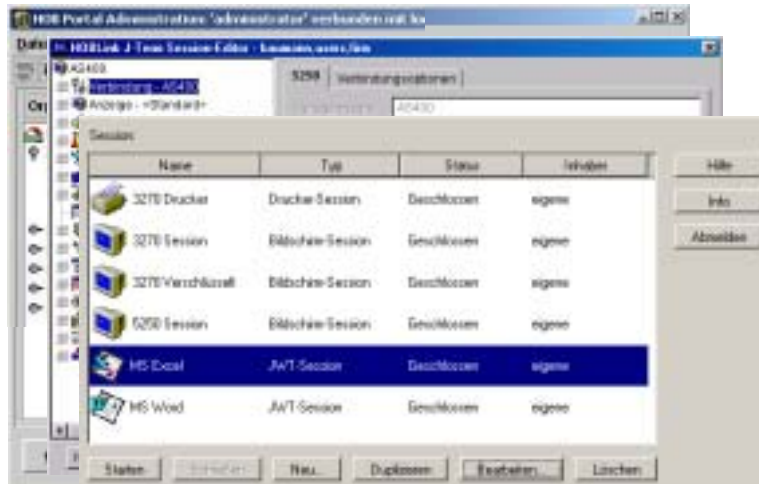 HOB Portal Administration: 'administrator' verbunden mit
HOBLink J-Term Session-Editor -
AS400
Verbindung - AS400
Anzeige - <Standard>
5250
Verbindungsoptionen
AS400
Session
Name Typ Status Inhaber
3270 Drucker Drucker-Session Geschlossen eigene
3270 Session Bildschirm-Session Geschlossen eigene
3270 Verschlüsselt Bildschirm-Session Geschlossen eigene
5250 Session Bildschirm-Session Geschlossen eigene
MS Excel JWT-Session Geschlossen eigene
MS Word JWT-Session Geschlossen eigene
Hilfe
Info
Abmelden
Starten Neu... Duplizieren Bearbeiten... Löschen